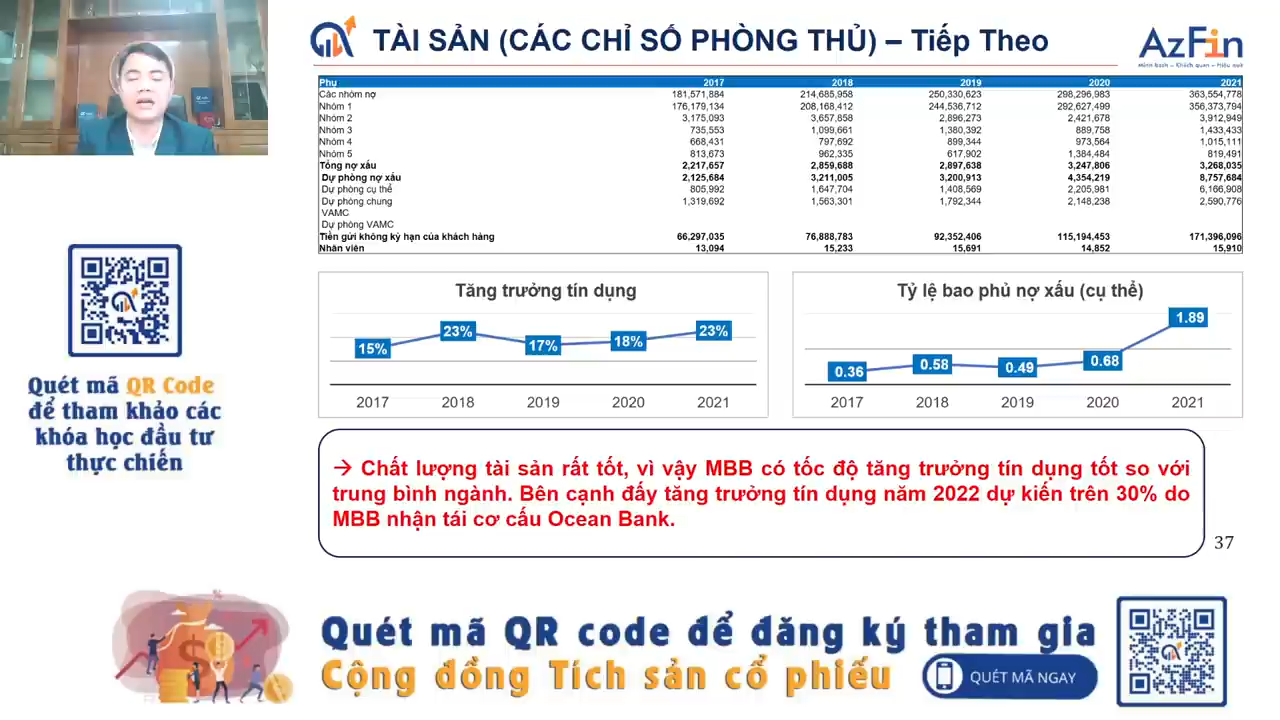 TÀI SẢN (CÁC CHỈ SỐ PHÒNG THỦ) – Tiếp Theo
AzFin
Minh bạch – Khách quan – Hiệu quả
Phụ 2017 2018 2019 2020 2021
Các nhóm nợ 181,571,884 214,685,958 250,330,623 298,296,983 363,554,778
Nhóm 1 176,179,134 208,168,412 244,536,712 292,627,499 356,373,794
Nhóm 2 3,175,093 3,657,858 2,896,273 2,421,678 3,912,949
Nhóm 3 735,553 1,099,661 1,380,392 889,758 1,433,433
Nhóm 4 668,431 797,692 899,344 973,564 1,015,111
Nhóm 5 813,673 962,335 617,902 1,384,484 819,491
Tổng nợ xấu 2,217,657 2,859,688 2,897,638 3,247,806 3,268,035
Dự phòng nợ xấu 2,125,684 3,211,005 3,200,913 4,354,219 8,757,684
Dự phòng cụ thể 805,992 1,647,704 1,408,569 2,205,981 6,166,908
Dự phòng chung 1,319,692 1,563,301 1,792,344 2,148,238 2,590,776
VAMC
Dự phòng VAMC
Tiền gửi không kỳ hạn của khách hàng 66,297,035 76,888,783 92,352,406 115,194,453 171,396,096
Nhân viên 13,094 15,233 15,691 14,852 15,910
Tăng trưởng tín dụng
15% 23% 17% 18% 23%
2017 2018 2019 2020 2021
Tỷ lệ bao phủ nợ xấu (cụ thể)
0.36 0.58 0.49 0.68 1.89
2017 2018 2019 2020 2021
Quét mã QR Code
để tham khảo các
khóa học đầu tư
thực chiến
→ Chất lượng tài sản rất tốt, vì vậy MBB có tốc độ tăng trưởng tín dụng tốt so với
trung bình ngành. Bên cạnh đấy tăng trưởng tín dụng năm 2022 dự kiến trên 30% do
MBB nhận tái cơ cấu Ocean Bank.
37
Quét mã QR code để đăng ký tham gia
Cộng đồng Tích sản cổ phiếu
QUÉT MÃ NGAY